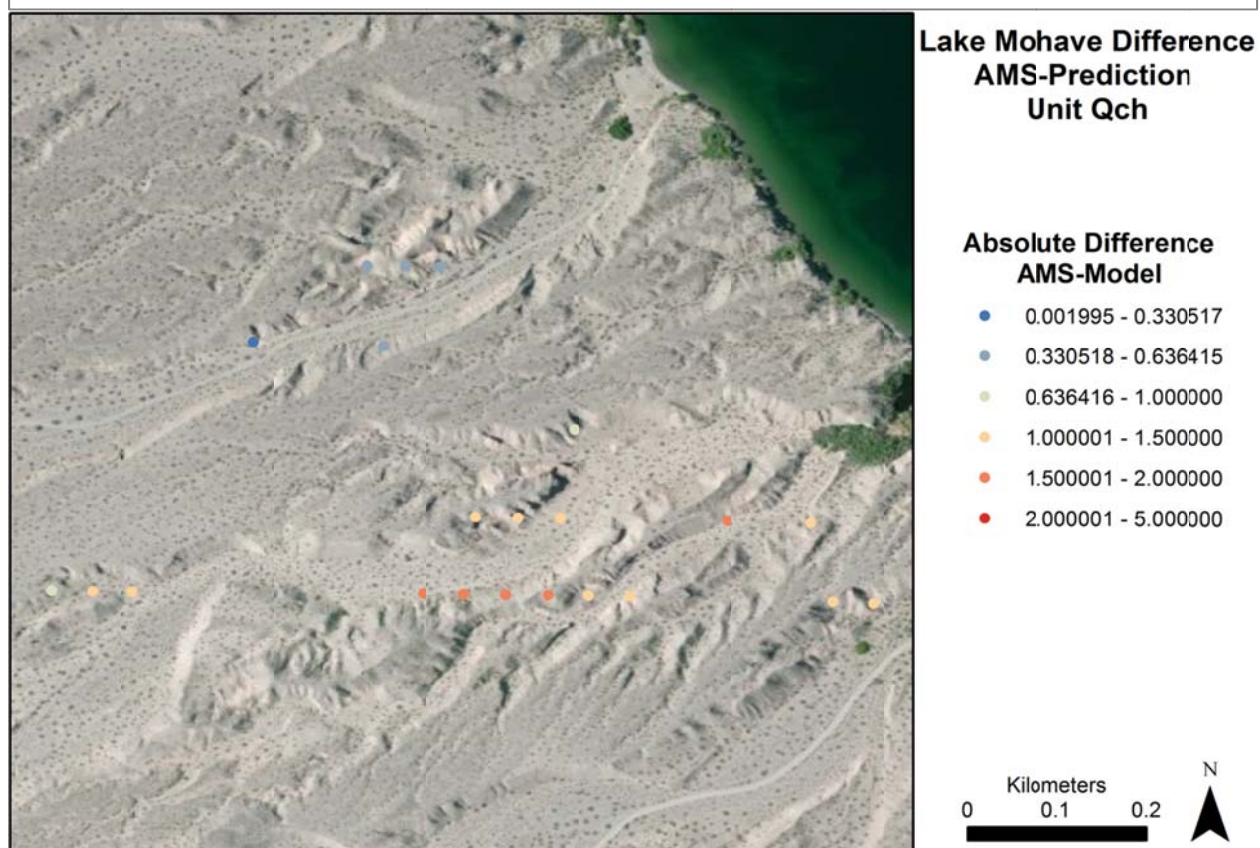 Lake Mohave Difference
AMS-Prediction
Unit Qch
Absolute Difference
AMS-Model
0.001995 - 0.330517
0.330518 - 0.636415
0.636416 - 1.000000
1.000001 - 1.500000
1.500001 - 2.000000
2.000001 - 5.000000
Kilometers
0 0.1 0.2
N